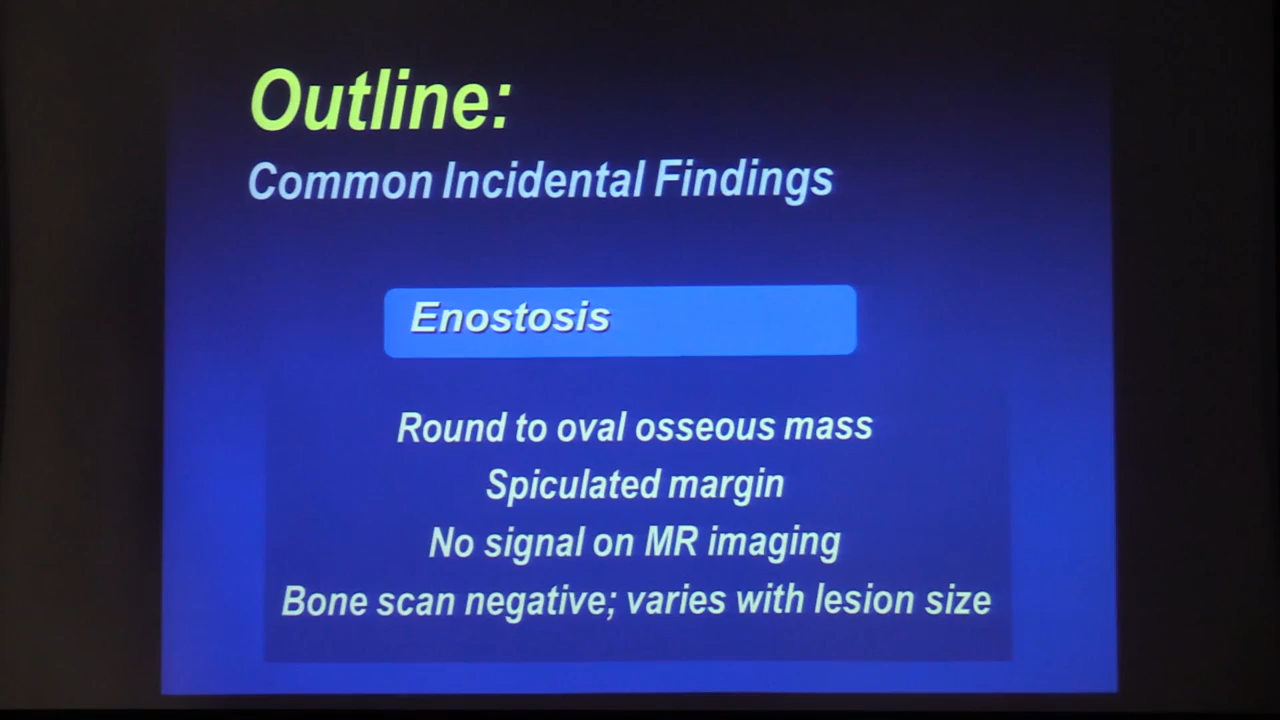 Outline:
Common Incidental Findings
Enostosis
Round to oval osseous mass
Spiculated margin
No signal on MR imaging
Bone scan negative; varies with lesion size